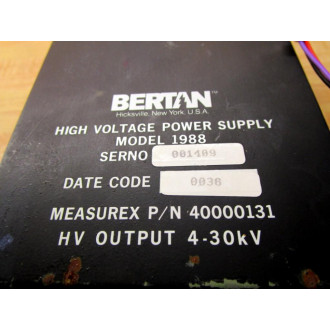 BERTAN™
Hicksville, New York, U.S.A.
HIGH VOLTAGE POWER SUPPLY
MODEL 1988
SERNO 001409
DATE CODE 0036
MEASUREX P/N 40000131
HV OUTPUT 4-30kV